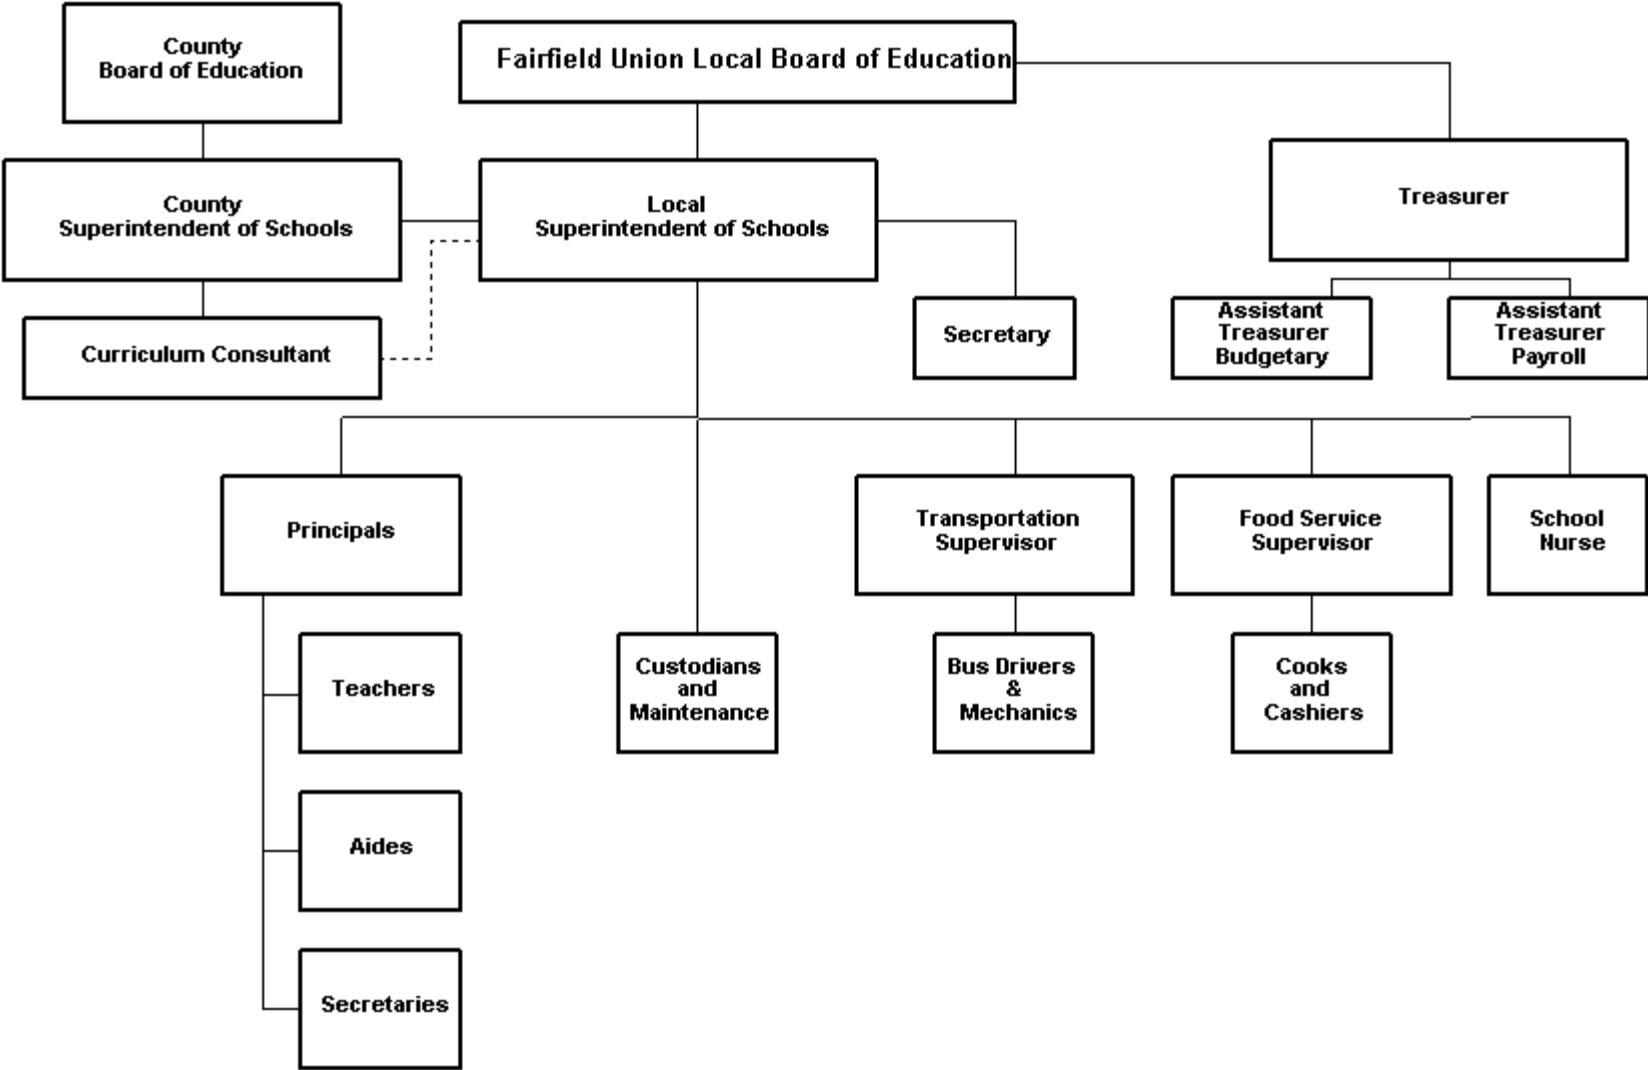 County
Board of Education
Fairfield Union Local Board of Education
County
Superintendent of Schools
Local
Superintendent of Schools
Treasurer
Curriculum Consultant
Secretary
Assistant
Treasurer
Budgetary
Assistant
Treasurer
Payroll
Principals
Transportation
Supervisor
Food Service
Supervisor
School
Nurse
Teachers
Custodians
and
Maintenance
Bus Drivers
&
Mechanics
Cooks
and
Cashiers
Aides
Secretaries